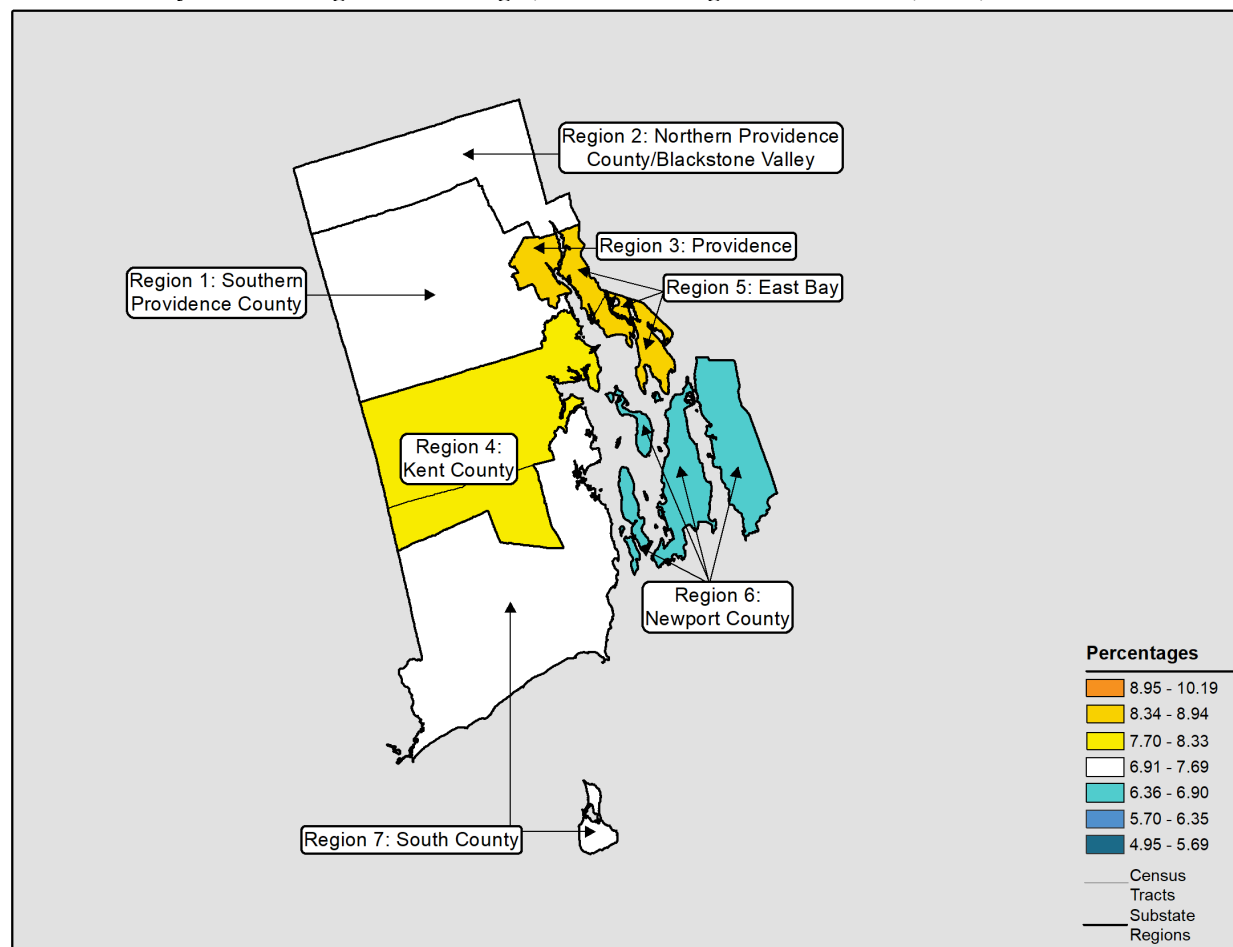 Region 2: Northern Providence
County/Blackstone Valley
Region 3: Providence
Region 1: Southern
Providence County
Region 5: East Bay
Region 4:
Kent County
Region 6:
Newport County
Region 7: South County
Percentages
8.95 - 10.19
8.34 - 8.94
7.70 - 8.33
6.91 - 7.69
6.36 - 6.90
5.70 - 6.35
4.95 - 5.69
Census
Tracts
Substate
Regions